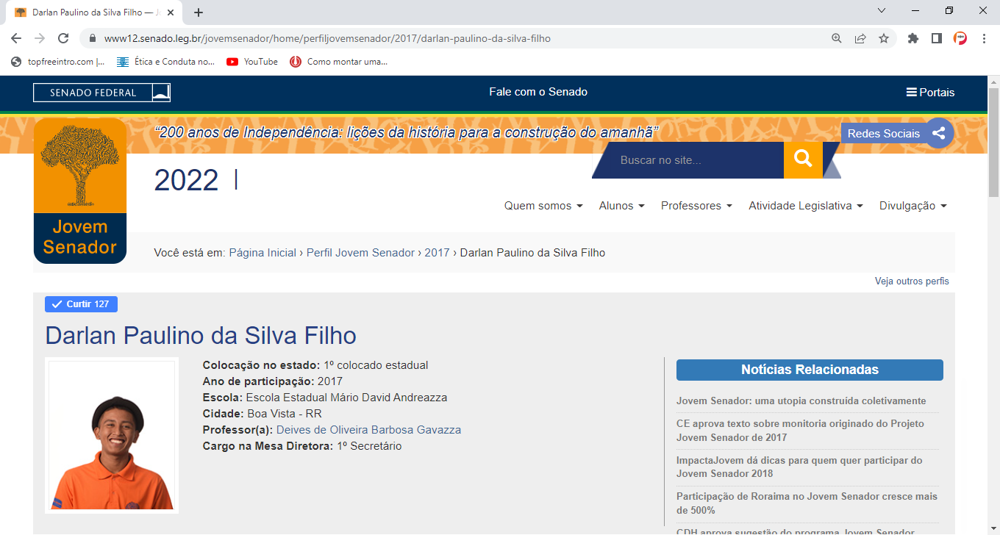 Darlan Paulino da Silva Filho — J
www12.senado.leg.br/jovemsenador/home/perfiljovemsenador/2017/darlan-paulino-da-silva-filho
topfreeintro.com |...
Ética e Conduta no...
YouTube
Como montar uma...
SENADO FEDERAL
Fale com o Senado
Portais
“200 anos de Independência: lições da história para a construção do amanhã”
Redes Sociais
Buscar no site...
2022 |
Quem somos
Alunos
Professores
Atividade Legislativa
Divulgação
Jovem
Senador
Você está em: Página Inicial › Perfil Jovem Senador › 2017 › Darlan Paulino da Silva Filho
Veja outros perfis
Curtir 127
Darlan Paulino da Silva Filho
Colocação no estado: 1º colocado estadual
Ano de participação: 2017
Escola: Escola Estadual Mário David Andreazza
Cidade: Boa Vista - RR
Professor(a): Deives de Oliveira Barbosa Gavazza
Cargo na Mesa Diretora: 1º Secretário
Notícias Relacionadas
Jovem Senador: uma utopia construída coletivamente
CE aprova texto sobre monitoria originado do Projeto
Jovem Senador de 2017
ImpactaJovem dá dicas para quem quer participar do
Jovem Senador 2018
Participação de Roraima no Jovem Senador cresce mais
de 500%
CDH aprova sugestão do programa Jovem Senador